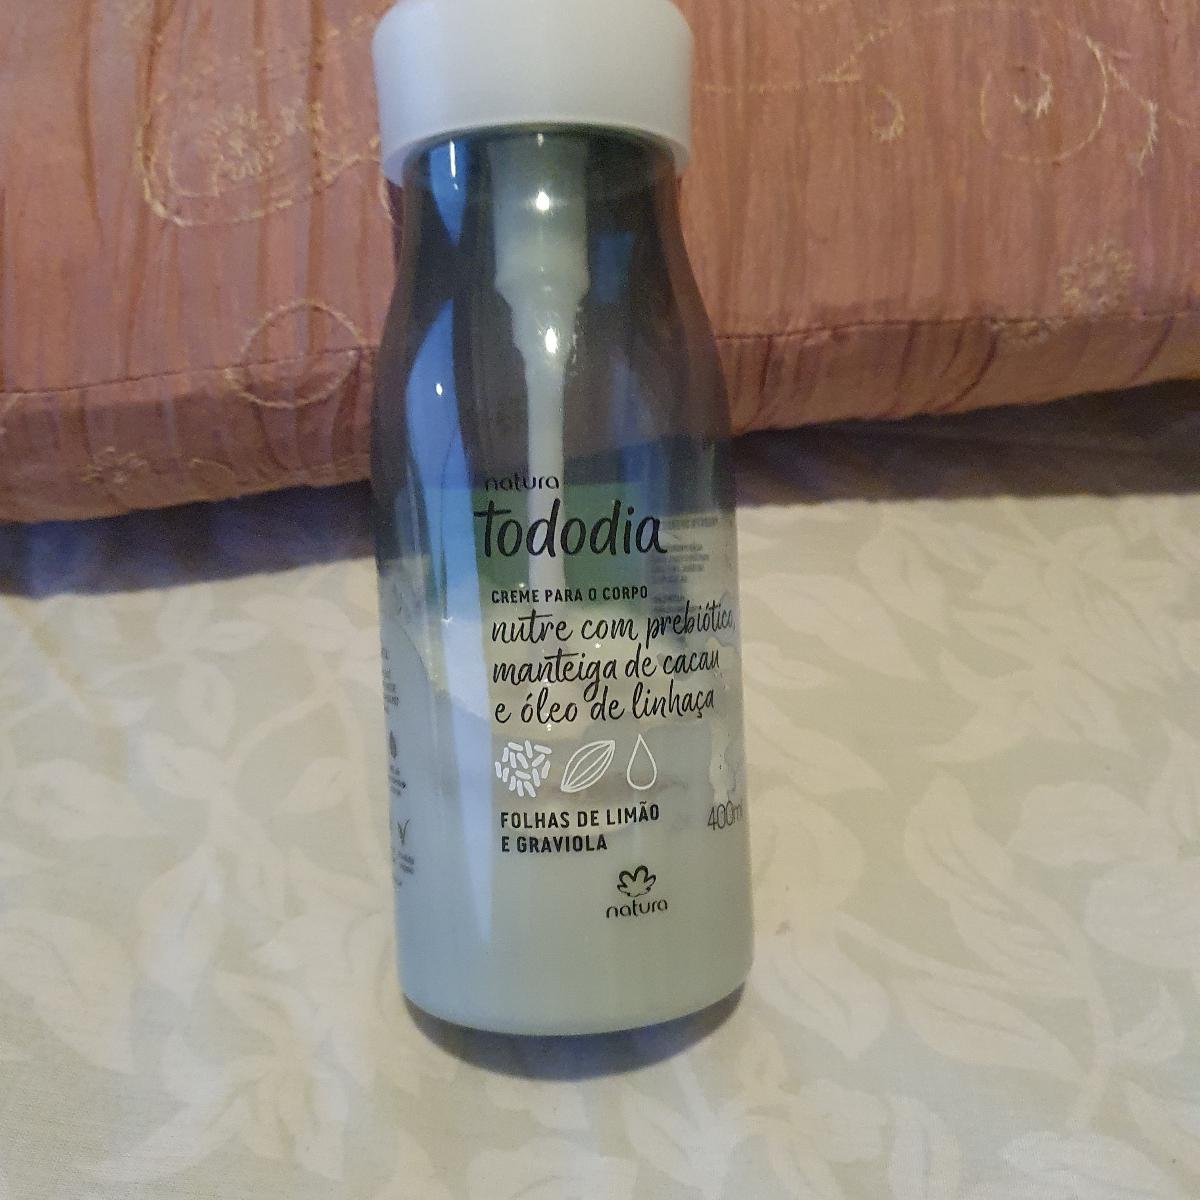 natura
tododia
CREME PARA O CORPO
nutre com prebiótico,
manteiga de cacau
e óleo de linhaça
FOLHAS DE LIMÃO
E GRAVIOLA
400ml
natura